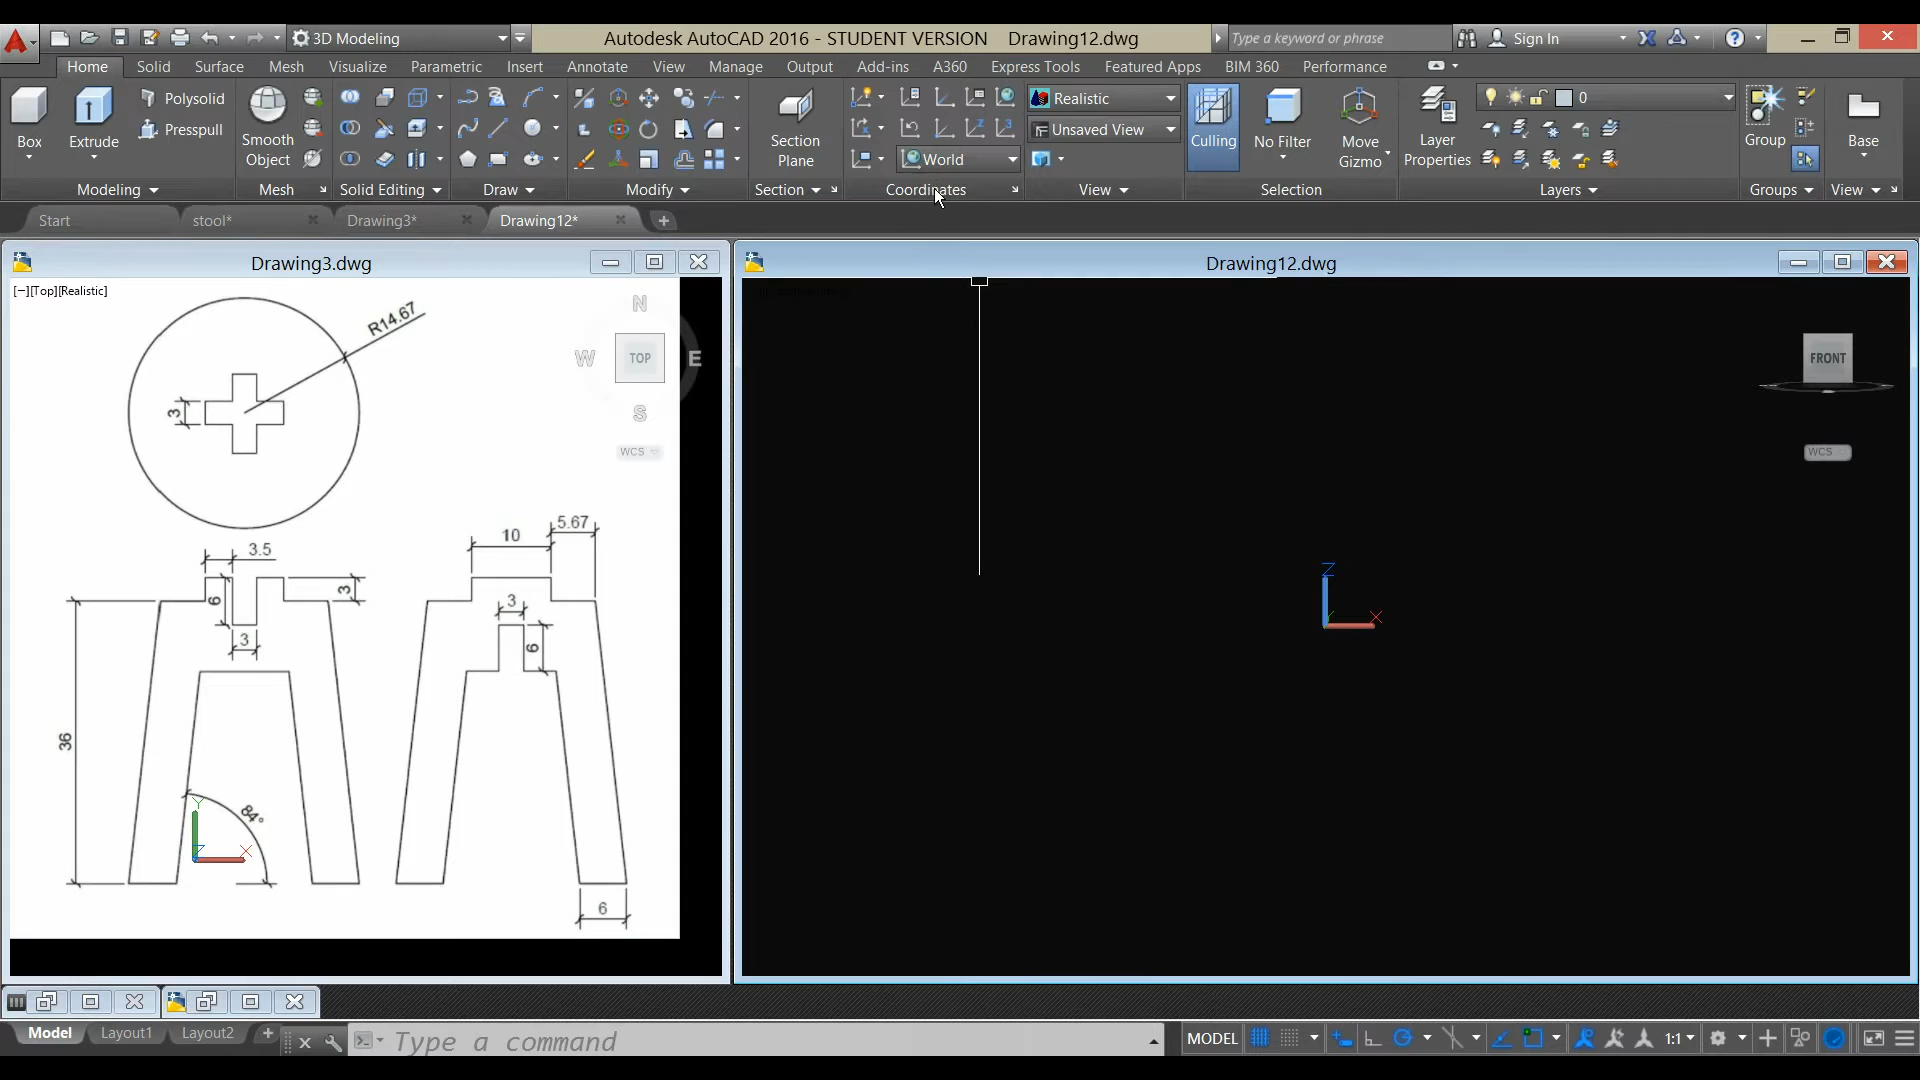 3D Modeling
Autodesk AutoCAD 2016 - STUDENT VERSION Drawing12.dwg
Type a keyword or phrase
Sign In
Home Solid Surface Mesh Visualize Parametric Insert Annotate View Manage Output Add-ins A360 Express Tools Featured Apps BIM 360 Performance
Box
Extrude
Polysolid
Presspull
Smooth Object
Section Plane
World
Realistic
Unsaved View
Culling
No Filter
Move Gizmo
Layer Properties
0
Group
Base
Modeling Mesh Solid Editing Draw Modify Section Coordinates View Selection Layers Groups View
Start stool* Drawing3* Drawing12*
Drawing3.dwg
Drawing12.dwg
[−][Top][Realistic]
N
W TOP E
S
WCS
R14.67
3
3.5
6
3
3
36
84°
Y
Z X
10
5.67
3
6
6
FRONT
WCS
Z
X
Model Layout1 Layout2
Type a command
MODEL
1:1